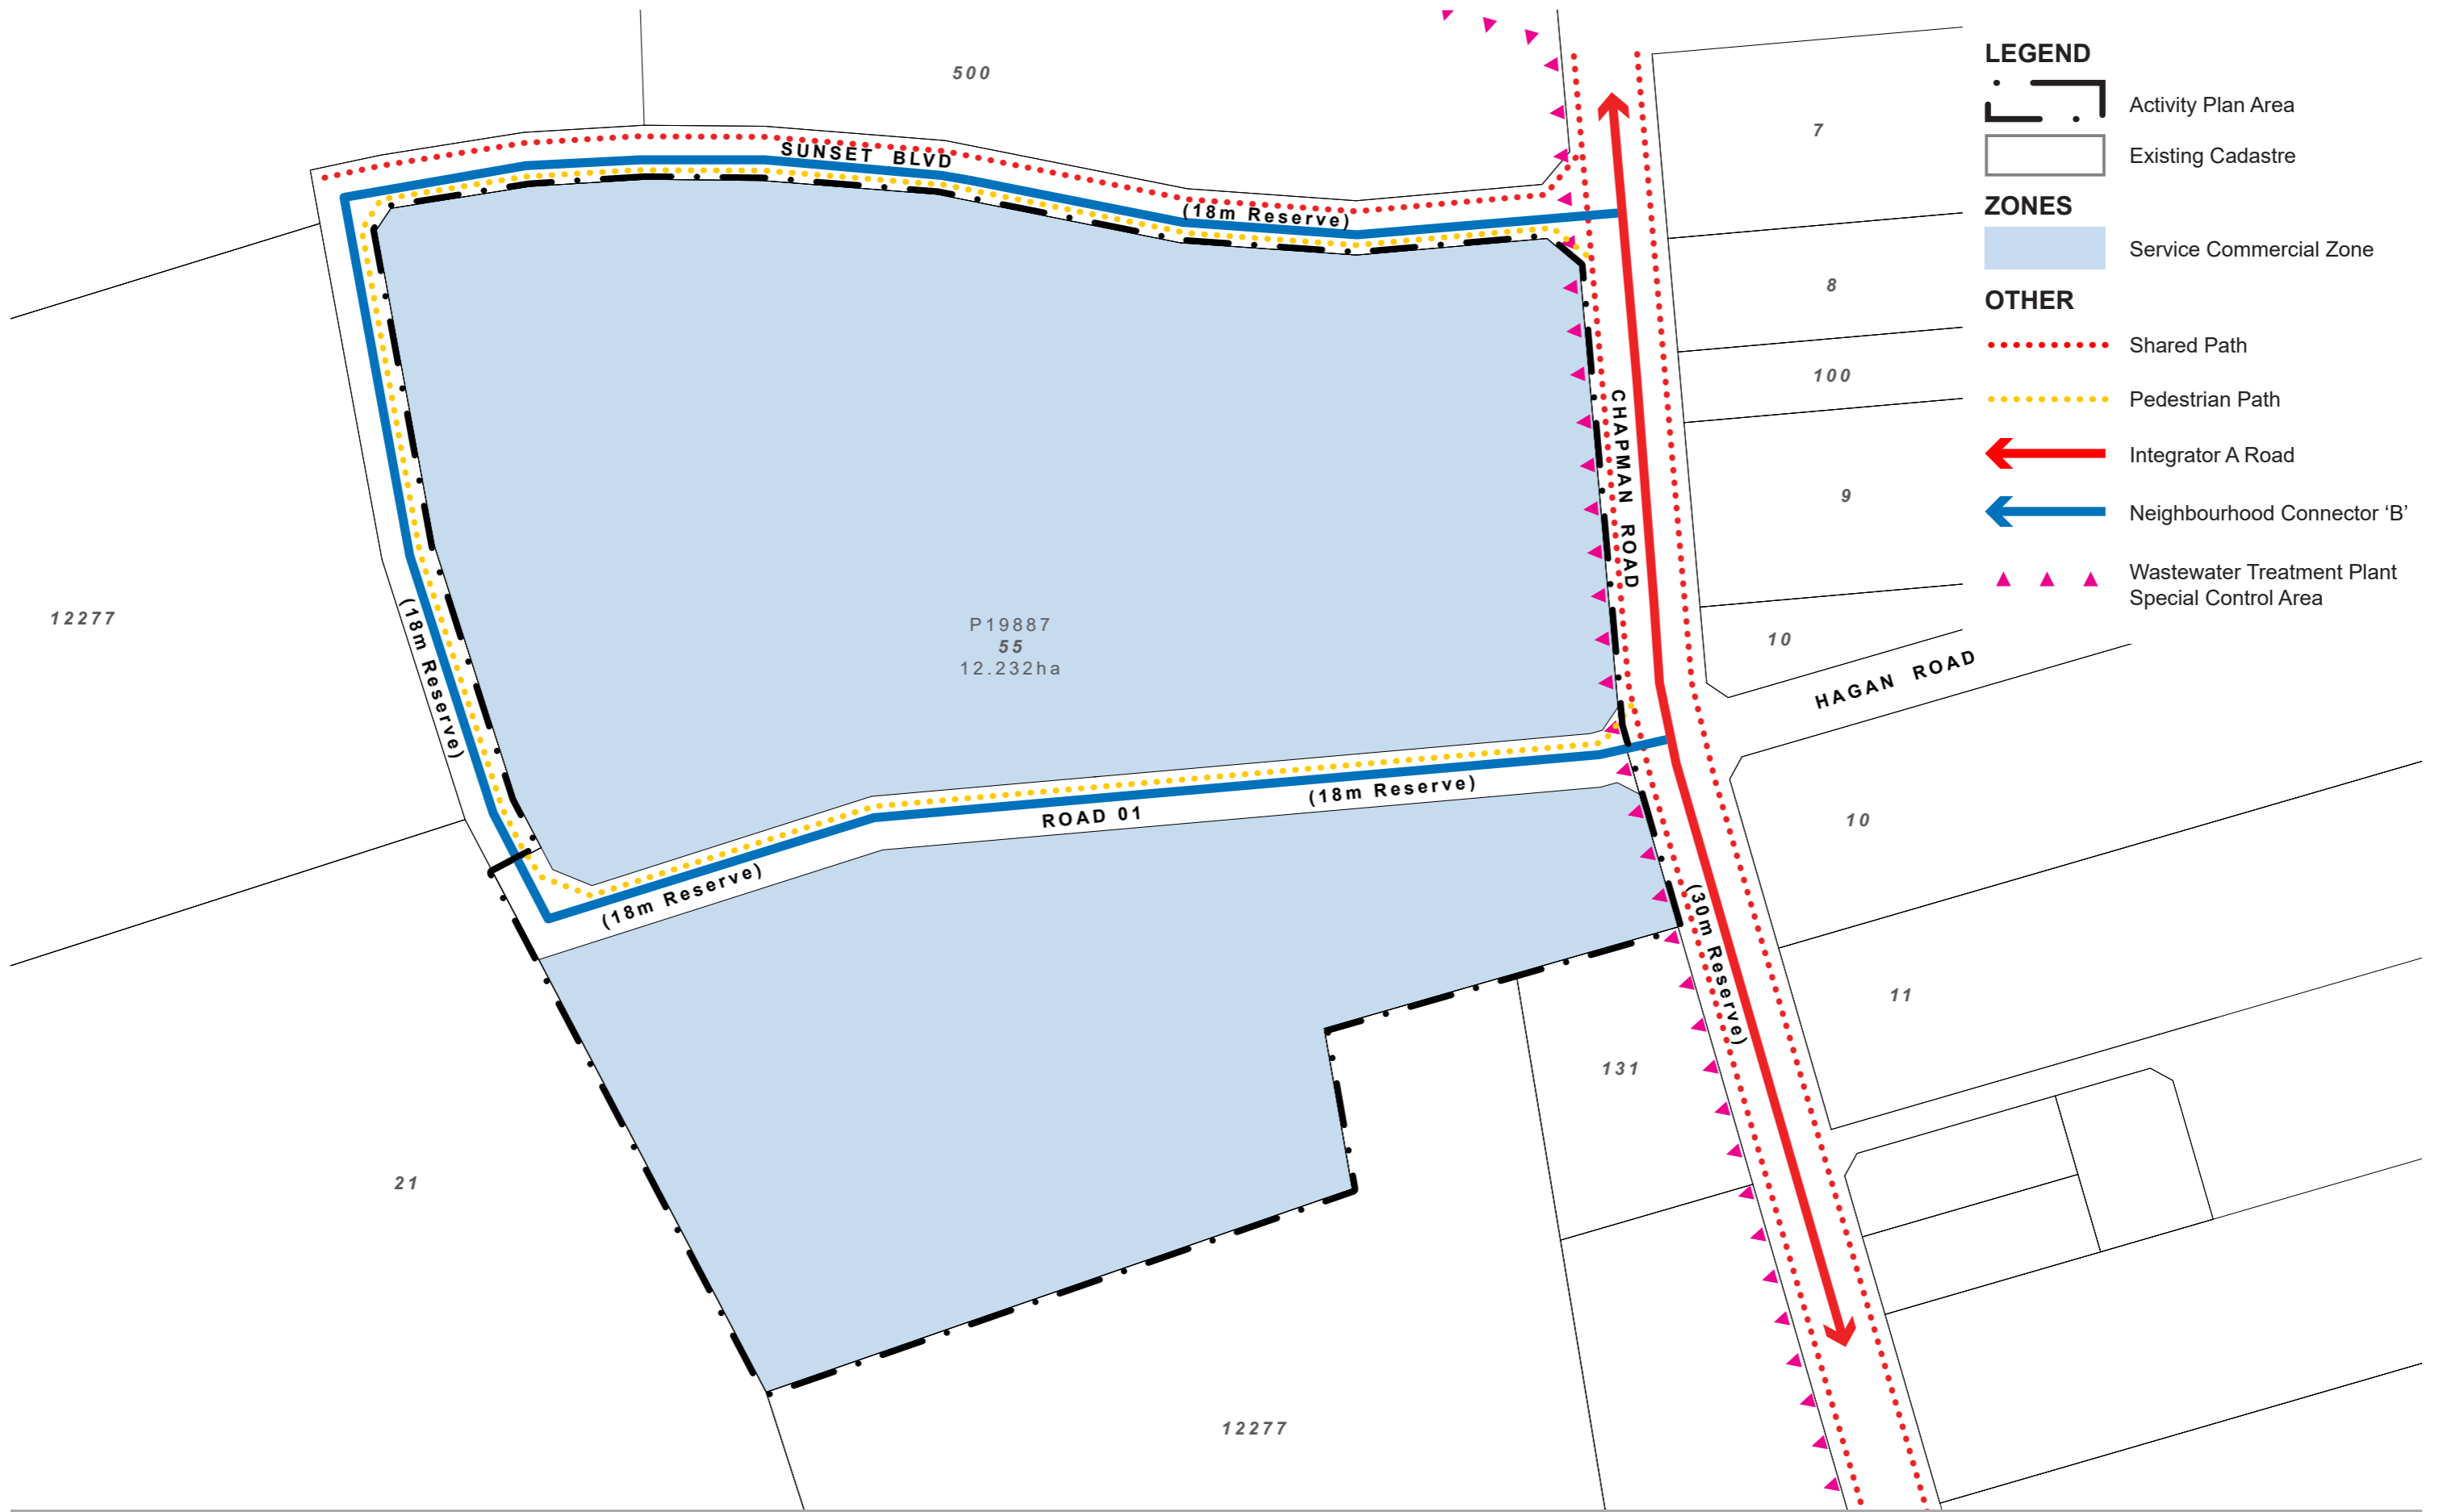 500
SUNSET BLVD
(18m Reserve)
7
8
100
9
10
CHAPMAN ROAD
HAGAN ROAD
12277
(18m Reserve)
P19887
55
12.232ha
(18m Reserve)
ROAD 01
(18m Reserve)
10
(30m Reserve)
11
131
21
12277
LEGEND
Activity Plan Area
Existing Cadastre
ZONES
Service Commercial Zone
OTHER
Shared Path
Pedestrian Path
Integrator A Road
Neighbourhood Connector ‘B’
Wastewater Treatment Plant
Special Control Area